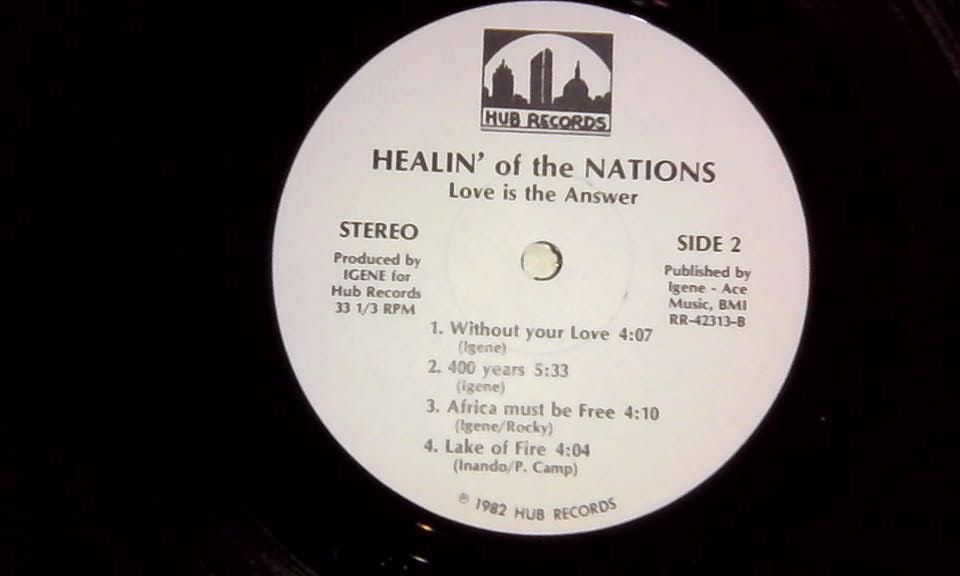 HUB RECORDS
HEALIN' of the NATIONS
Love is the Answer
STEREO
Produced by
IGENE for
Hub Records
33 1/3 RPM
SIDE 2
Published by
Igene - Ace
Music, BMI
RR-42313-B
1. Without your Love 4:07
(Igene)
2. 400 years 5:33
(igene)
3. Africa must be Free 4:10
(Igene/Rocky)
4. Lake of Fire 4:04
(Inando/P. Camp)
℗ 1982 HUB RECORDS